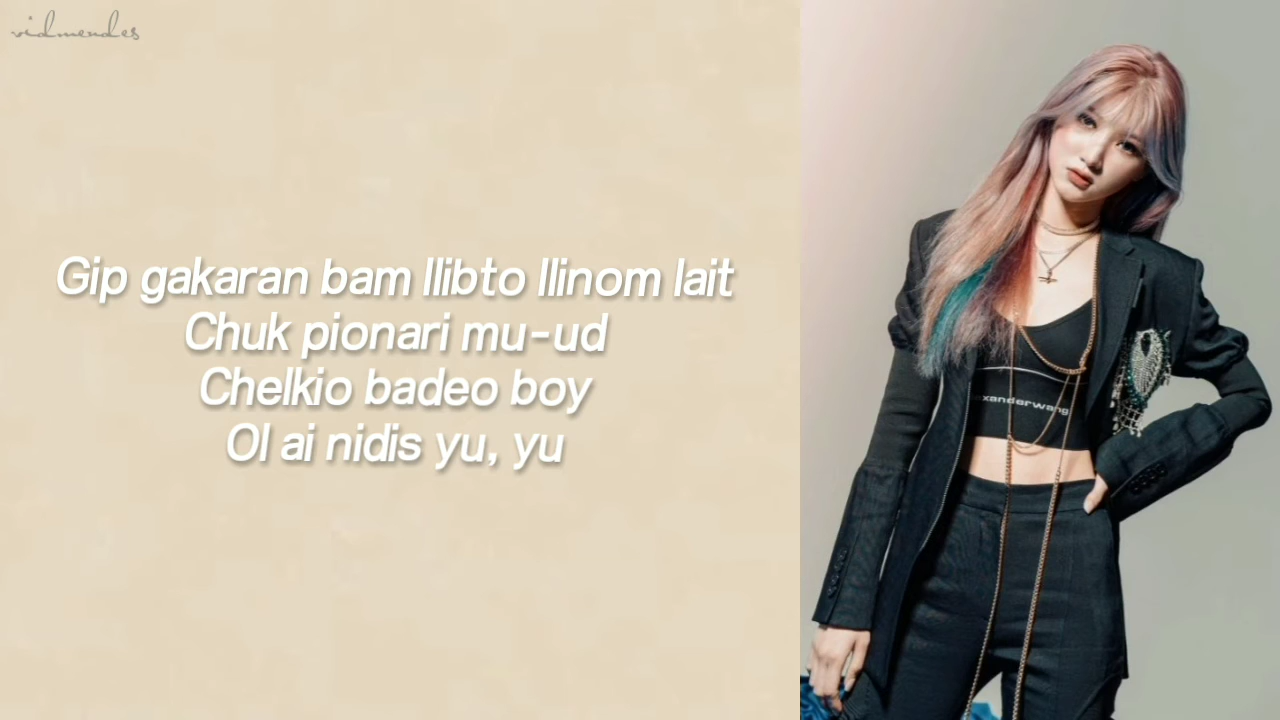 vidmendes
Gip gakaran bam llibto llinom lait
Chuk pionari mu-ud
Chelkio badeo boy
Ol ai nidis yu, yu
alexanderwang